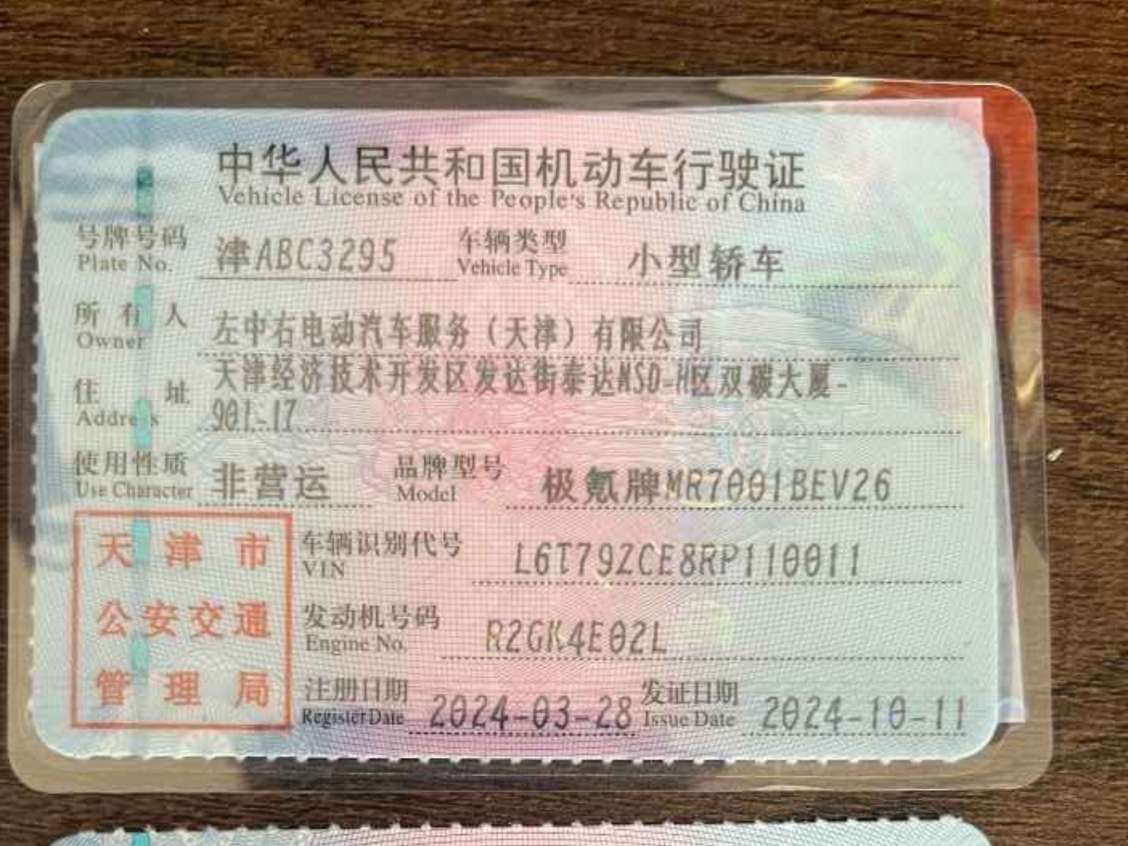 中华人民共和国机动车行驶证
Vehicle License of the People's Republic of China
号牌号码 津ABC3295 车辆类型 小型轿车
Plate No. Vehicle Type
所有人 左中右电动汽车服务（天津）有限公司
Owner
住址 天津经济技术开发区发达街泰达MSD-H区双碳大厦-
Address 901-17
使用性质 非营运 品牌型号 极氪牌MR7001BEV26
Use Character Model
天津市
公安交通
管理局
车辆识别代号 L6T79ZCE8RP110011
VIN
发动机号码 R2GK4E02L
Engine No.
注册日期 2024-03-28 发证日期 2024-10-11
Register Date Issue Date